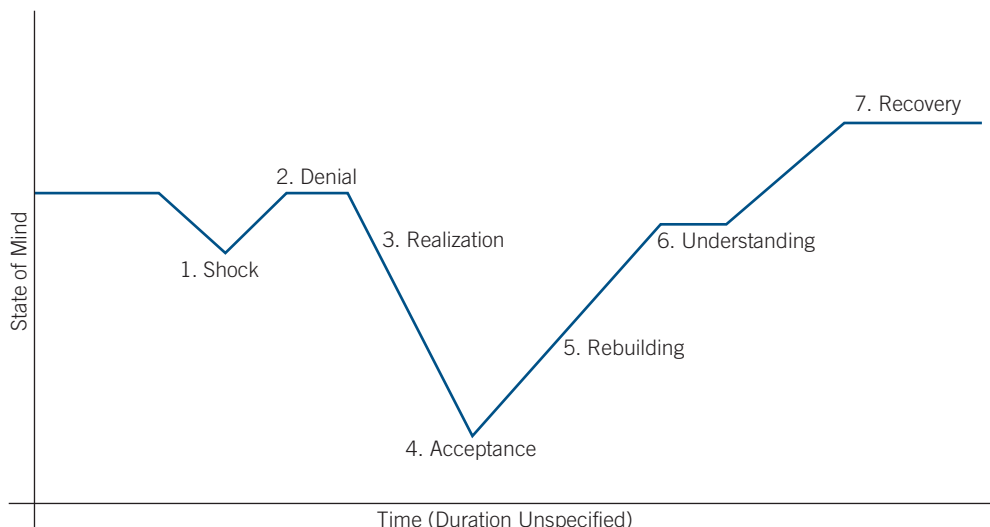 7. Recovery
2. Denial
3. Realization
6. Understanding
1. Shock
State of Mind
5. Rebuilding
4. Acceptance
Time (Duration Unspecified)